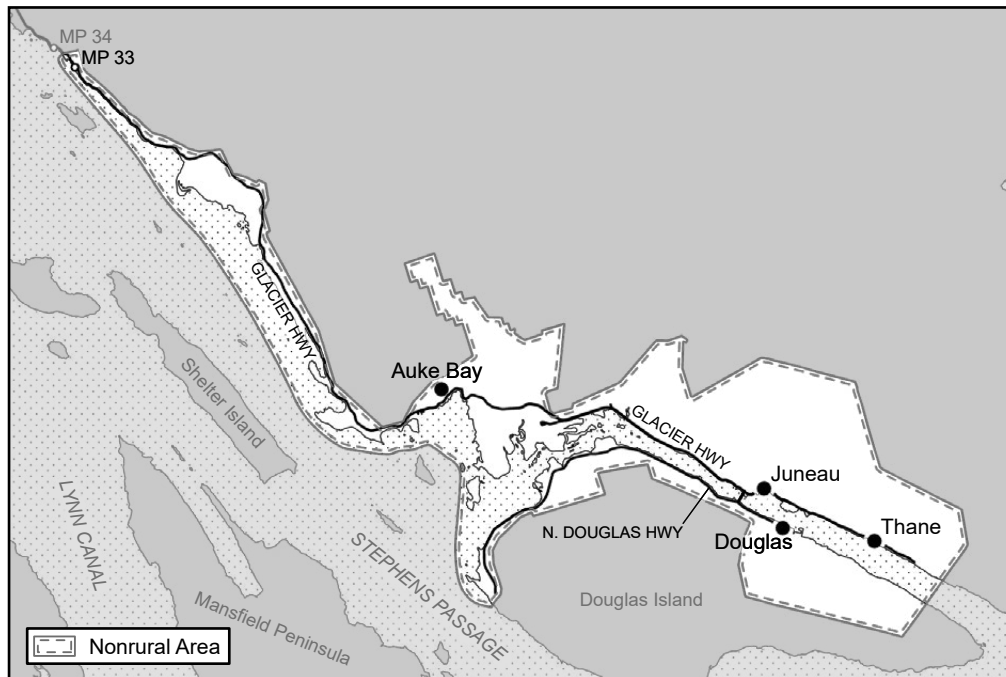 MP 34
MP 33
GLACIER HWY
Auke Bay
Shelter Island
GLACIER HWY
Juneau
LYNN CANAL
N. DOUGLAS HWY
Douglas
Thane
STEPHENS PASSAGE
Mansfield Peninsula
Douglas Island
Nonrural Area